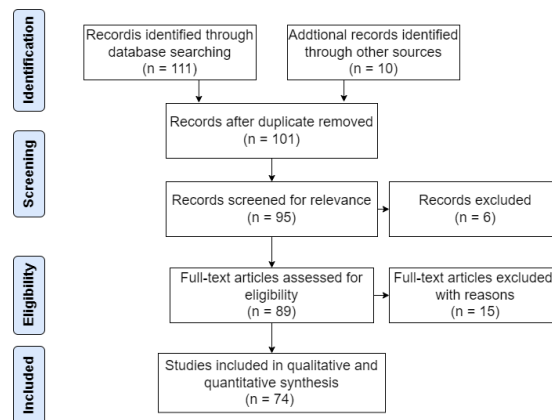 Identification
Recordis identified through
database searching
(n = 111)
Addtional records identified
through other sources
(n = 10)
Records after duplicate removed
(n = 101)
Screening
Records screened for relevance
(n = 95)
Records excluded
(n = 6)
Eligibility
Full-text articles assessed for
eligibility
(n = 89)
Full-text articles excluded
with reasons
(n = 15)
Included
Studies included in qualitative and
quantitative synthesis
(n = 74)